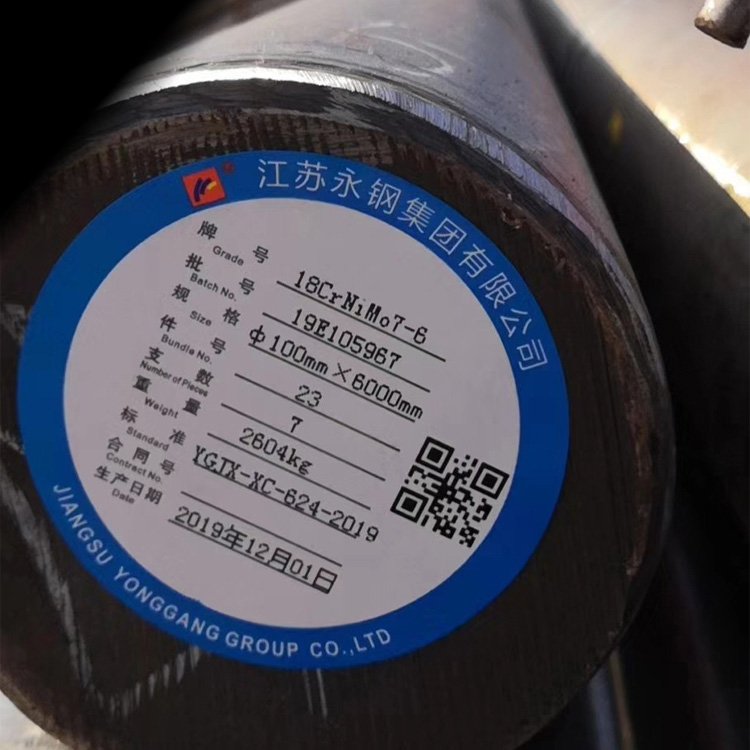 江苏永钢集团有限公司
牌号 Grade 18CrNiMo7-6
批号 Batch No. 19E105967
规格 Size ф100mm×6000mm
件号 Bundle No. 23
支数 Number of Pieces 7
重量 Weight 2604kg
标准 Standard YGJX-XC-624-2019
合同号 Contract No.
生产日期 Date 2019年12月01日
JIANGSU YONGGANG GROUP CO.,LTD